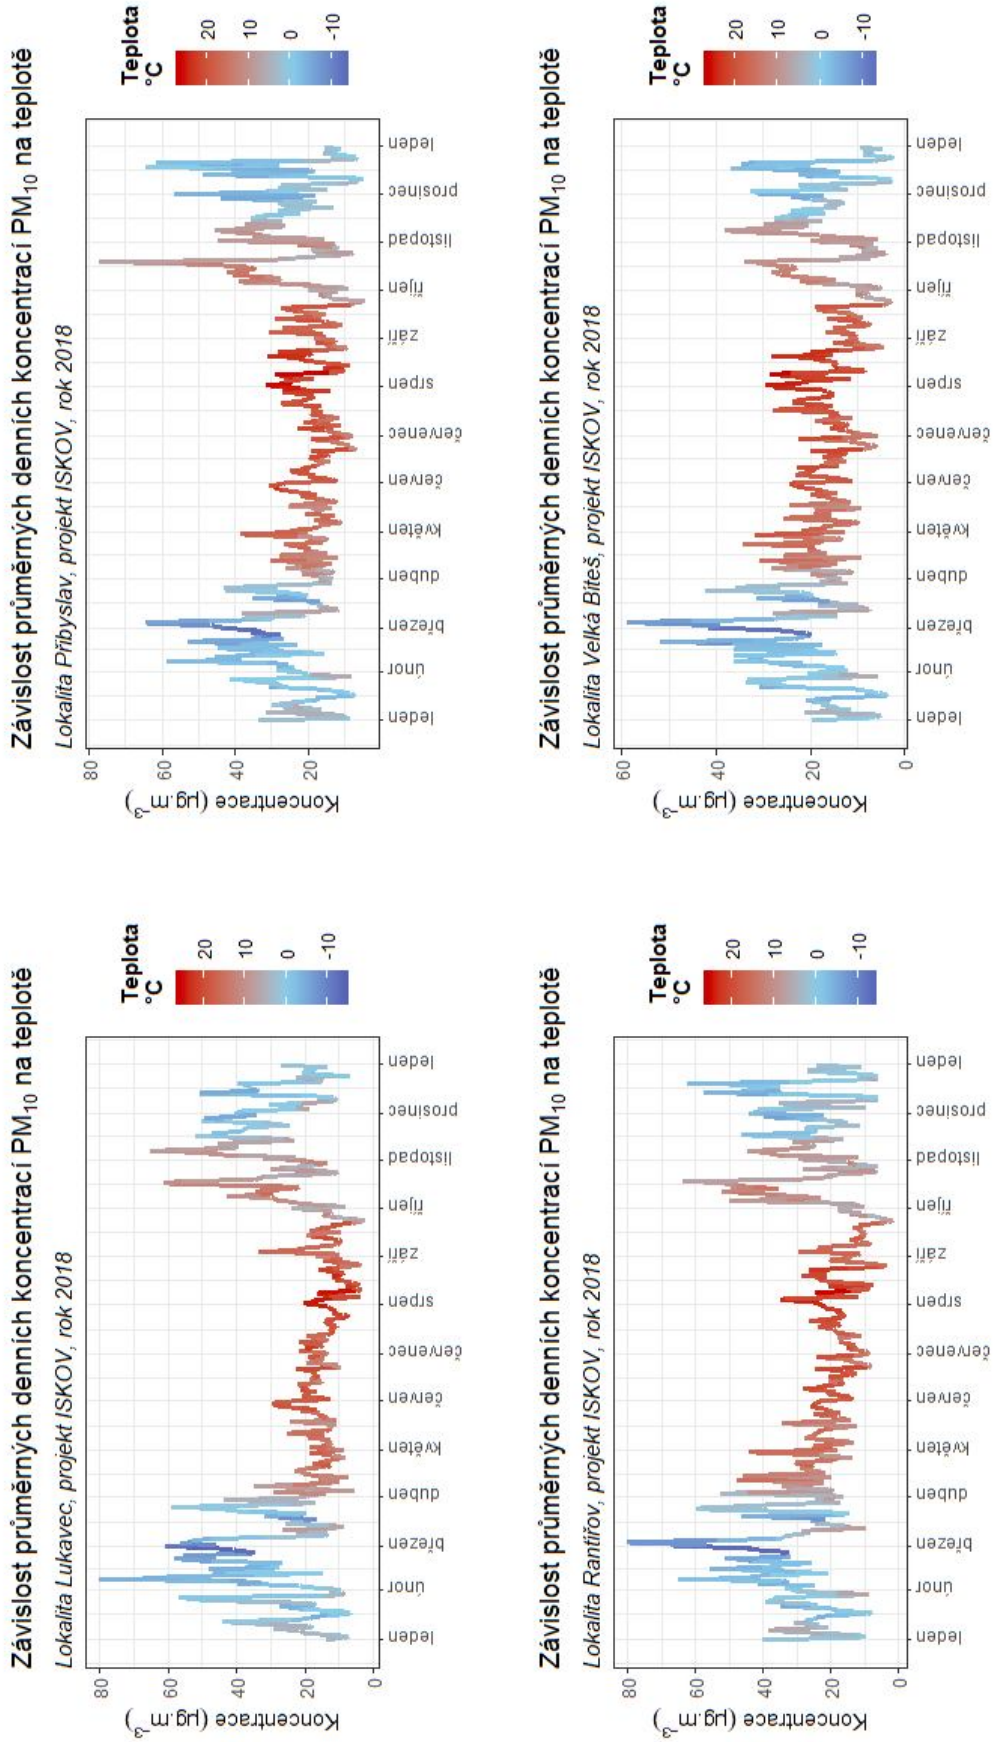 Závislost průměrných denních koncentrací PM₁₀ na teplotě
Lokalita Lukavec, projekt ISKOV, rok 2018
Koncentrace (µg.m⁻³)
80
60
40
20
0
leden
únor
březen
duben
květen
červen
červenec
srpen
září
říjen
listopad
prosinec
leden
Teplota
°C
20
10
0
-10
Závislost průměrných denních koncentrací PM₁₀ na teplotě
Lokalita Přibyslav, projekt ISKOV, rok 2018
Koncentrace (µg.m⁻³)
80
60
40
20
leden
únor
březen
duben
květen
červen
červenec
srpen
září
říjen
listopad
prosinec
leden
Teplota
°C
20
10
0
-10
Závislost průměrných denních koncentrací PM₁₀ na teplotě
Lokalita Rantířov, projekt ISKOV, rok 2018
Koncentrace (µg.m⁻³)
80
60
40
20
0
leden
únor
březen
duben
květen
červen
červenec
srpen
září
říjen
listopad
prosinec
leden
Teplota
°C
20
10
0
-10
Závislost průměrných denních koncentrací PM₁₀ na teplotě
Lokalita Velká Bíteš, projekt ISKOV, rok 2018
Koncentrace (µg.m⁻³)
60
40
20
0
leden
únor
březen
duben
květen
červen
červenec
srpen
září
říjen
listopad
prosinec
leden
Teplota
°C
20
10
0
-10